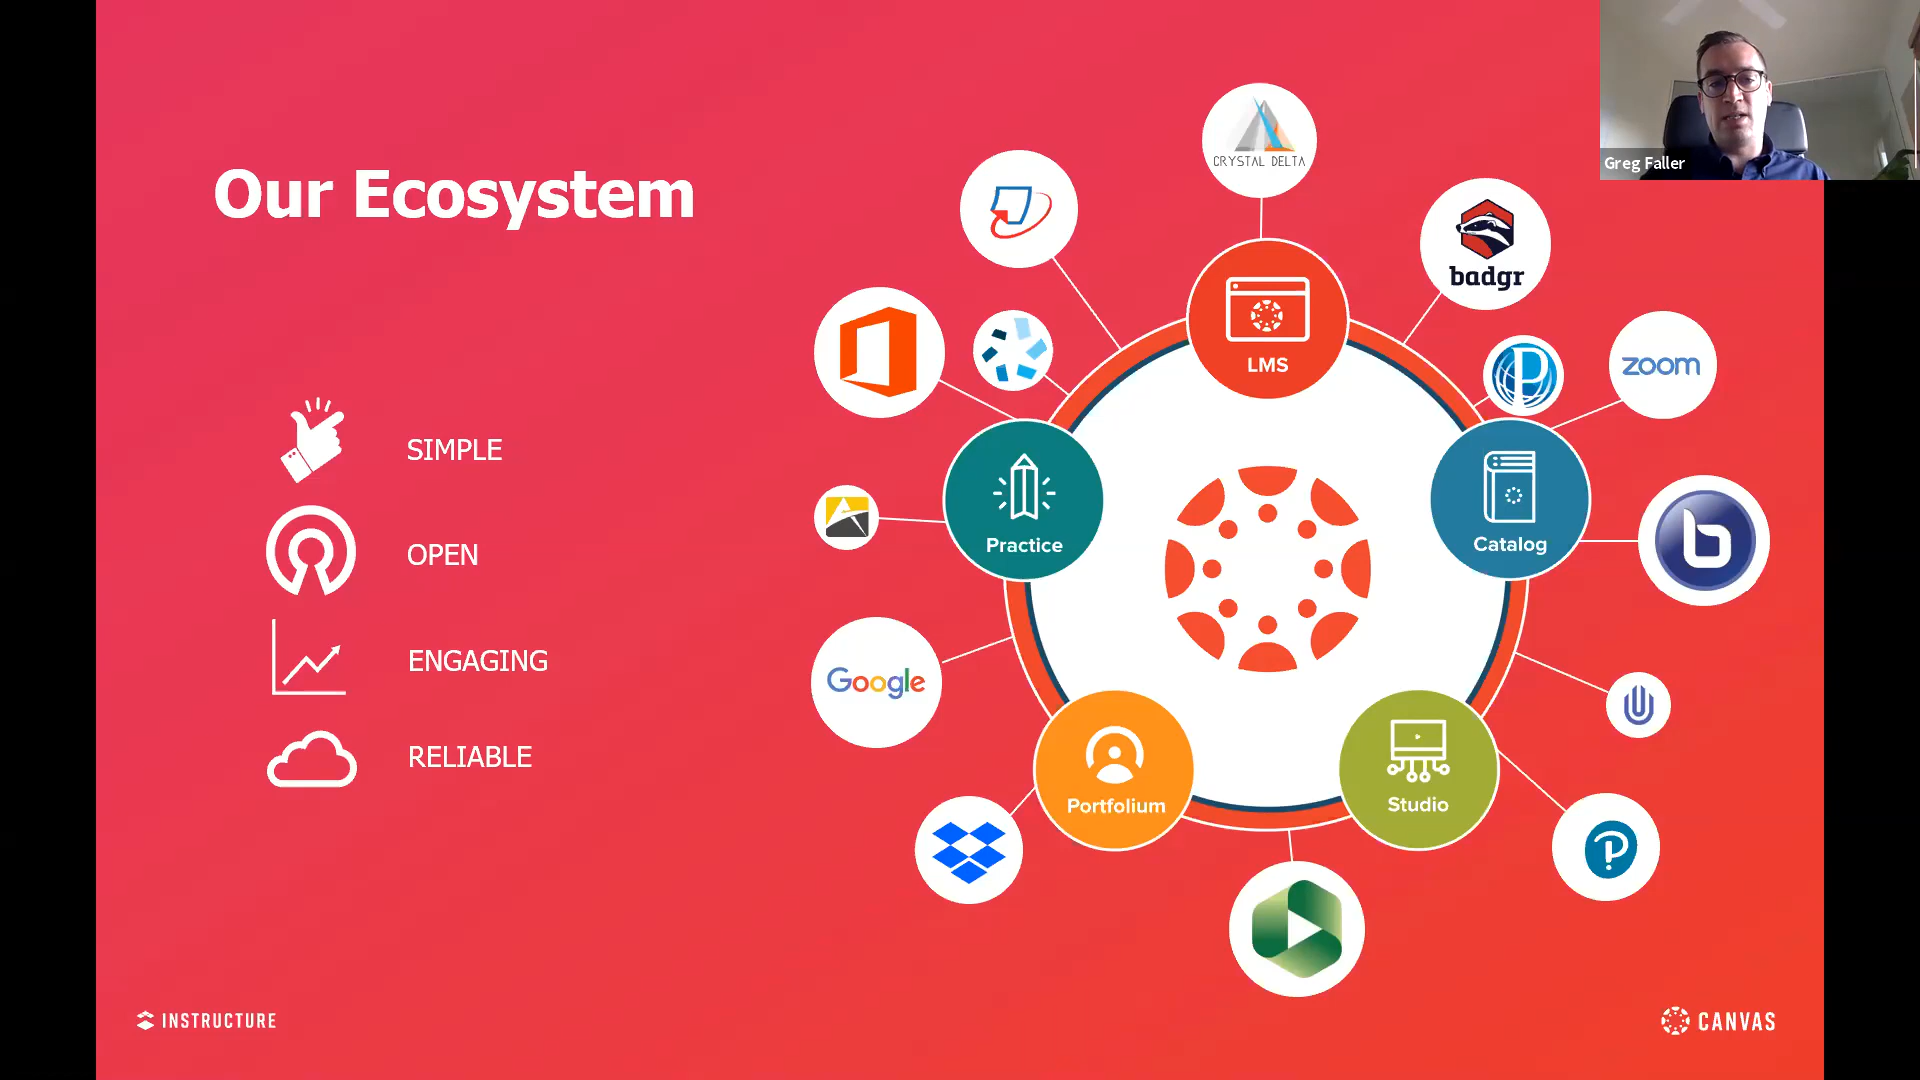 Our Ecosystem
SIMPLE
OPEN
ENGAGING
RELIABLE
CRYSTAL DELTA
badgr
zoom
LMS
Practice
Catalog
Google
Portfolium
Studio
Greg Faller
INSTRUCTURE
CANVAS